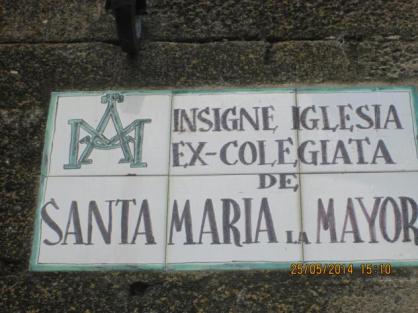 INSIGNE IGLESIA
EX-COLEGIATA
DE
SANTA MARIA LA MAYOR
25/05/2014 15:10